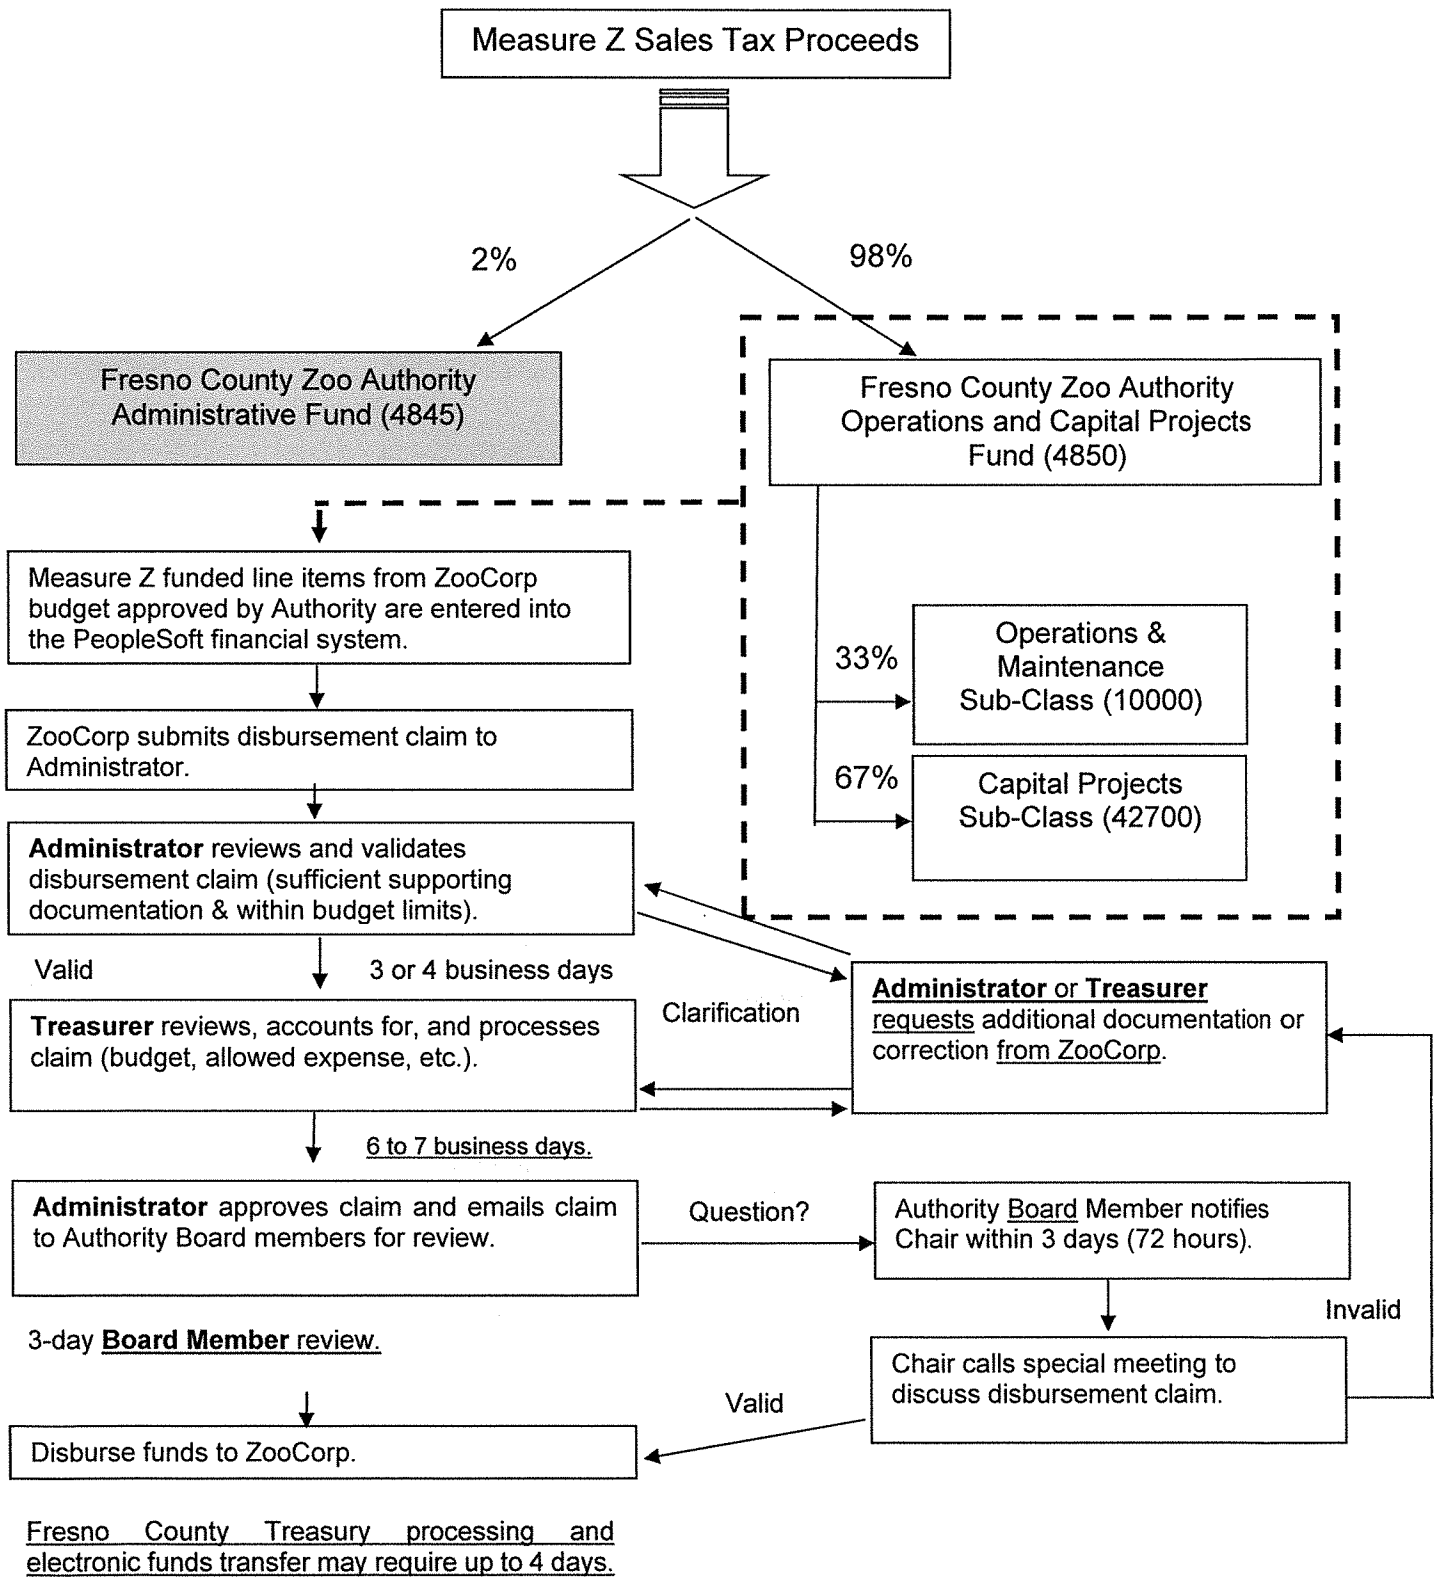 Measure Z Sales Tax Proceeds
2%
98%
Fresno County Zoo Authority
Administrative Fund (4845)
Fresno County Zoo Authority
Operations and Capital Projects
Fund (4850)
Measure Z funded line items from ZooCorp
budget approved by Authority are entered into
the PeopleSoft financial system.
33%
Operations &
Maintenance
Sub-Class (10000)
67%
Capital Projects
Sub-Class (42700)
ZooCorp submits disbursement claim to
Administrator.
Administrator reviews and validates
disbursement claim (sufficient supporting
documentation & within budget limits).
Valid
3 or 4 business days
Clarification
Administrator or Treasurer
requests additional documentation or
correction from ZooCorp.
Treasurer reviews, accounts for, and processes
claim (budget, allowed expense, etc.).
6 to 7 business days.
Administrator approves claim and emails claim
to Authority Board members for review.
Question?
Authority Board Member notifies
Chair within 3 days (72 hours).
Invalid
3-day Board Member review.
Chair calls special meeting to
discuss disbursement claim.
Valid
Disburse funds to ZooCorp.
Fresno County Treasury processing and
electronic funds transfer may require up to 4 days.